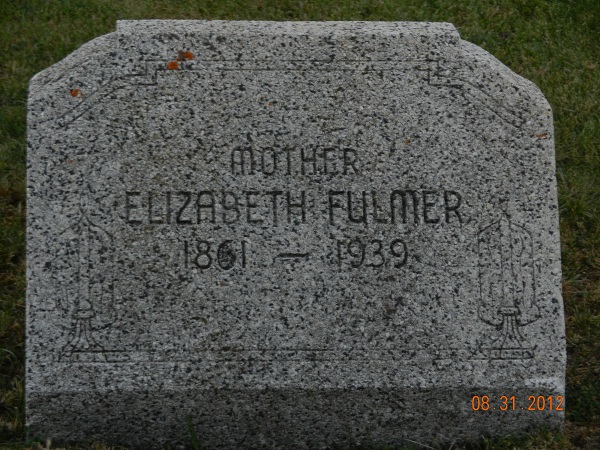 MOTHER
ELIZABETH FULMER
1861 — 1939
08.31.2012